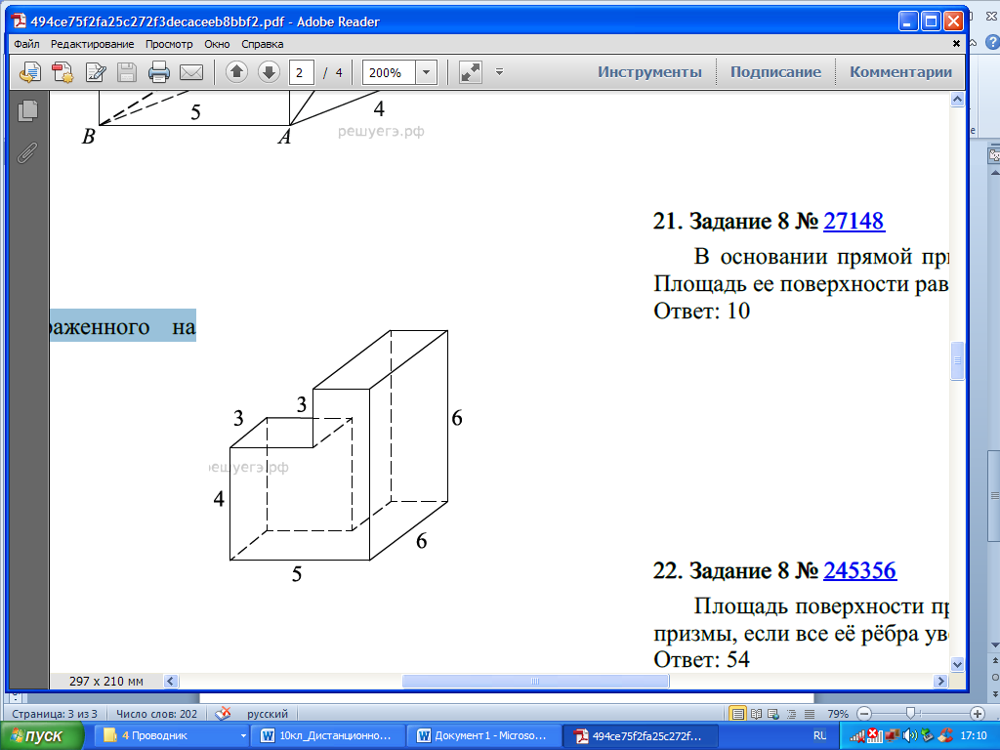 494ce75f2fa25c272f3decaceeb8bbf2.pdf - Adobe Reader
Файл Редактирование Просмотр Окно Справка
2 / 4 200% Инструменты Подписание Комментарии
5 4
B A
решуегэ.рф
21. Задание 8 № 27148
В основании прямой при
Площадь ее поверхности рав
Ответ: 10
раженного на
3 3
6
решуегэ.рф
4
6
5
22. Задание 8 № 245356
Площадь поверхности пр
призмы, если все её рёбра уве
Ответ: 54
297 x 210 мм
Страница: 3 из 3 Число слов: 202 русский 79%
пуск 4 Проводник 10кл_Дистанционно... Документ1 - Microso... 494ce75f2fa25c272f... RU 17:10